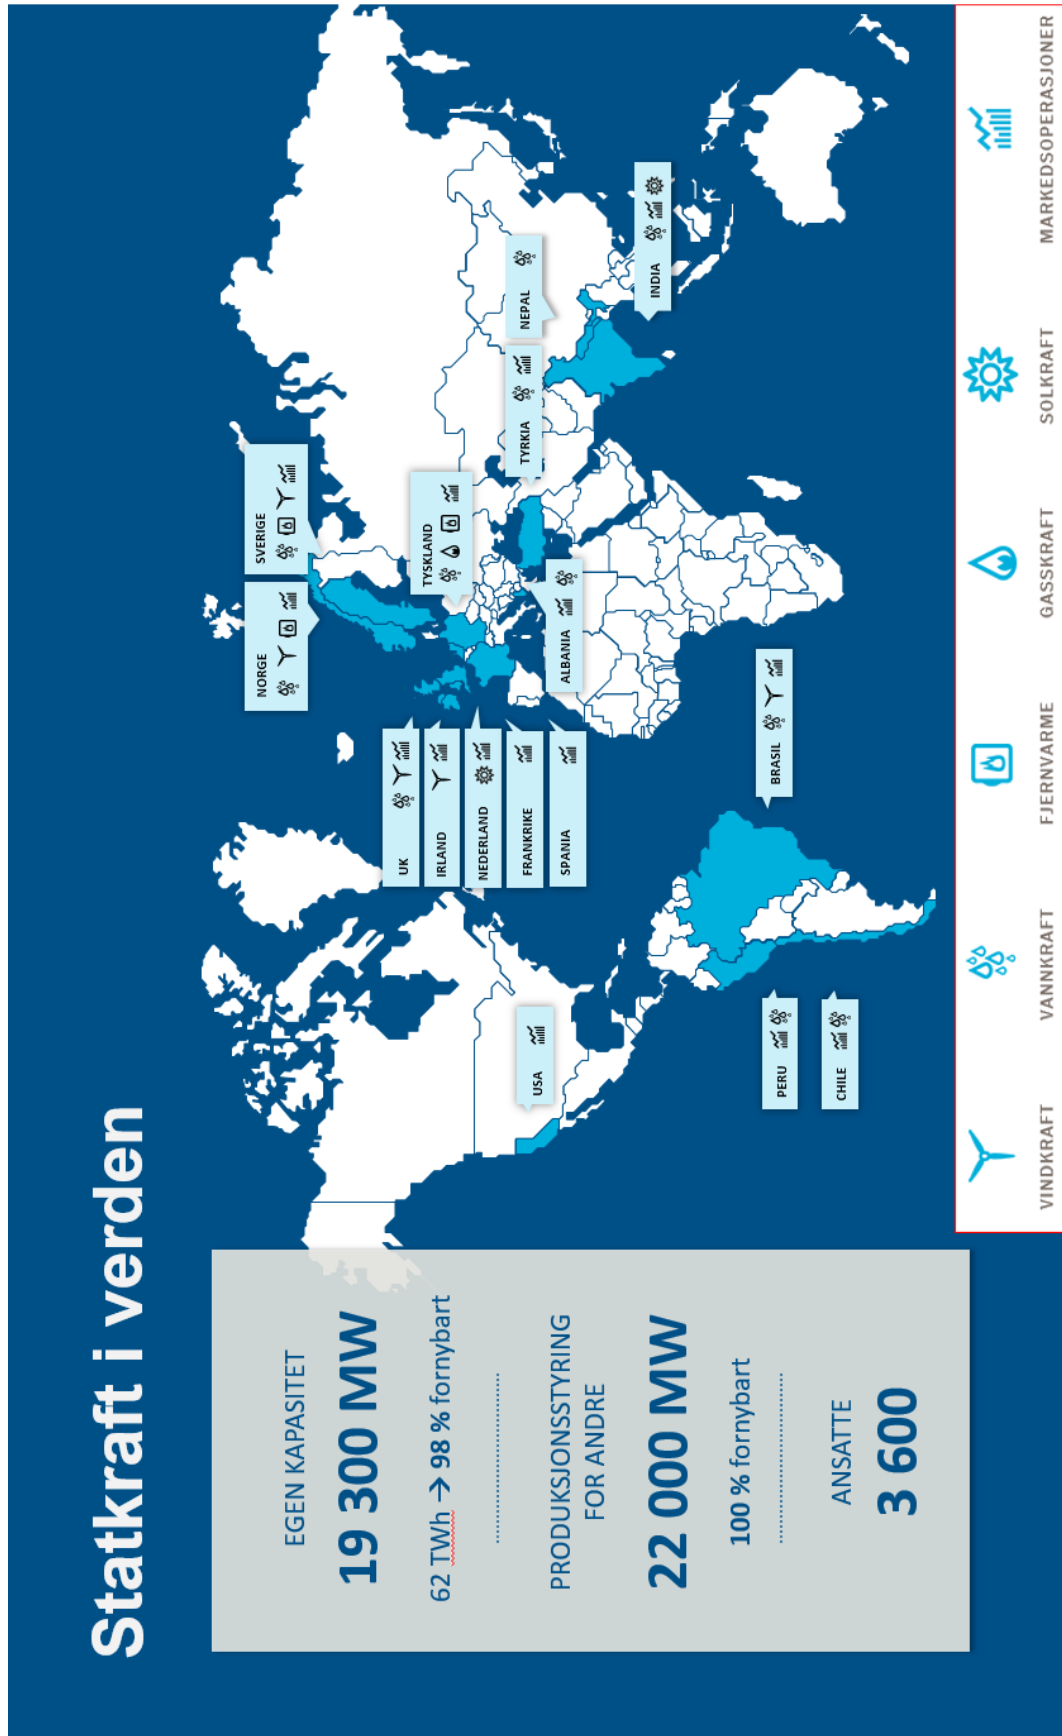 Statkraft i verden
EGEN KAPASITET
19 300 MW
62 TWh → 98 % fornybart
PRODUKSJONSSTYRING
FOR ANDRE
22 000 MW
100 % fornybart
ANSATTE
3 600
NORGE
SVERIGE
UK
IRLAND
NEDERLAND
FRANKRIKE
SPANIA
TYSKLAND
ALBANIA
TYRKIA
NEPAL
INDIA
USA
PERU
CHILE
BRASIL
VINDKRAFT
VANNKRAFT
FJERNVARME
GASSKRAFT
SOLKRAFT
MARKEDSOPERASJONER